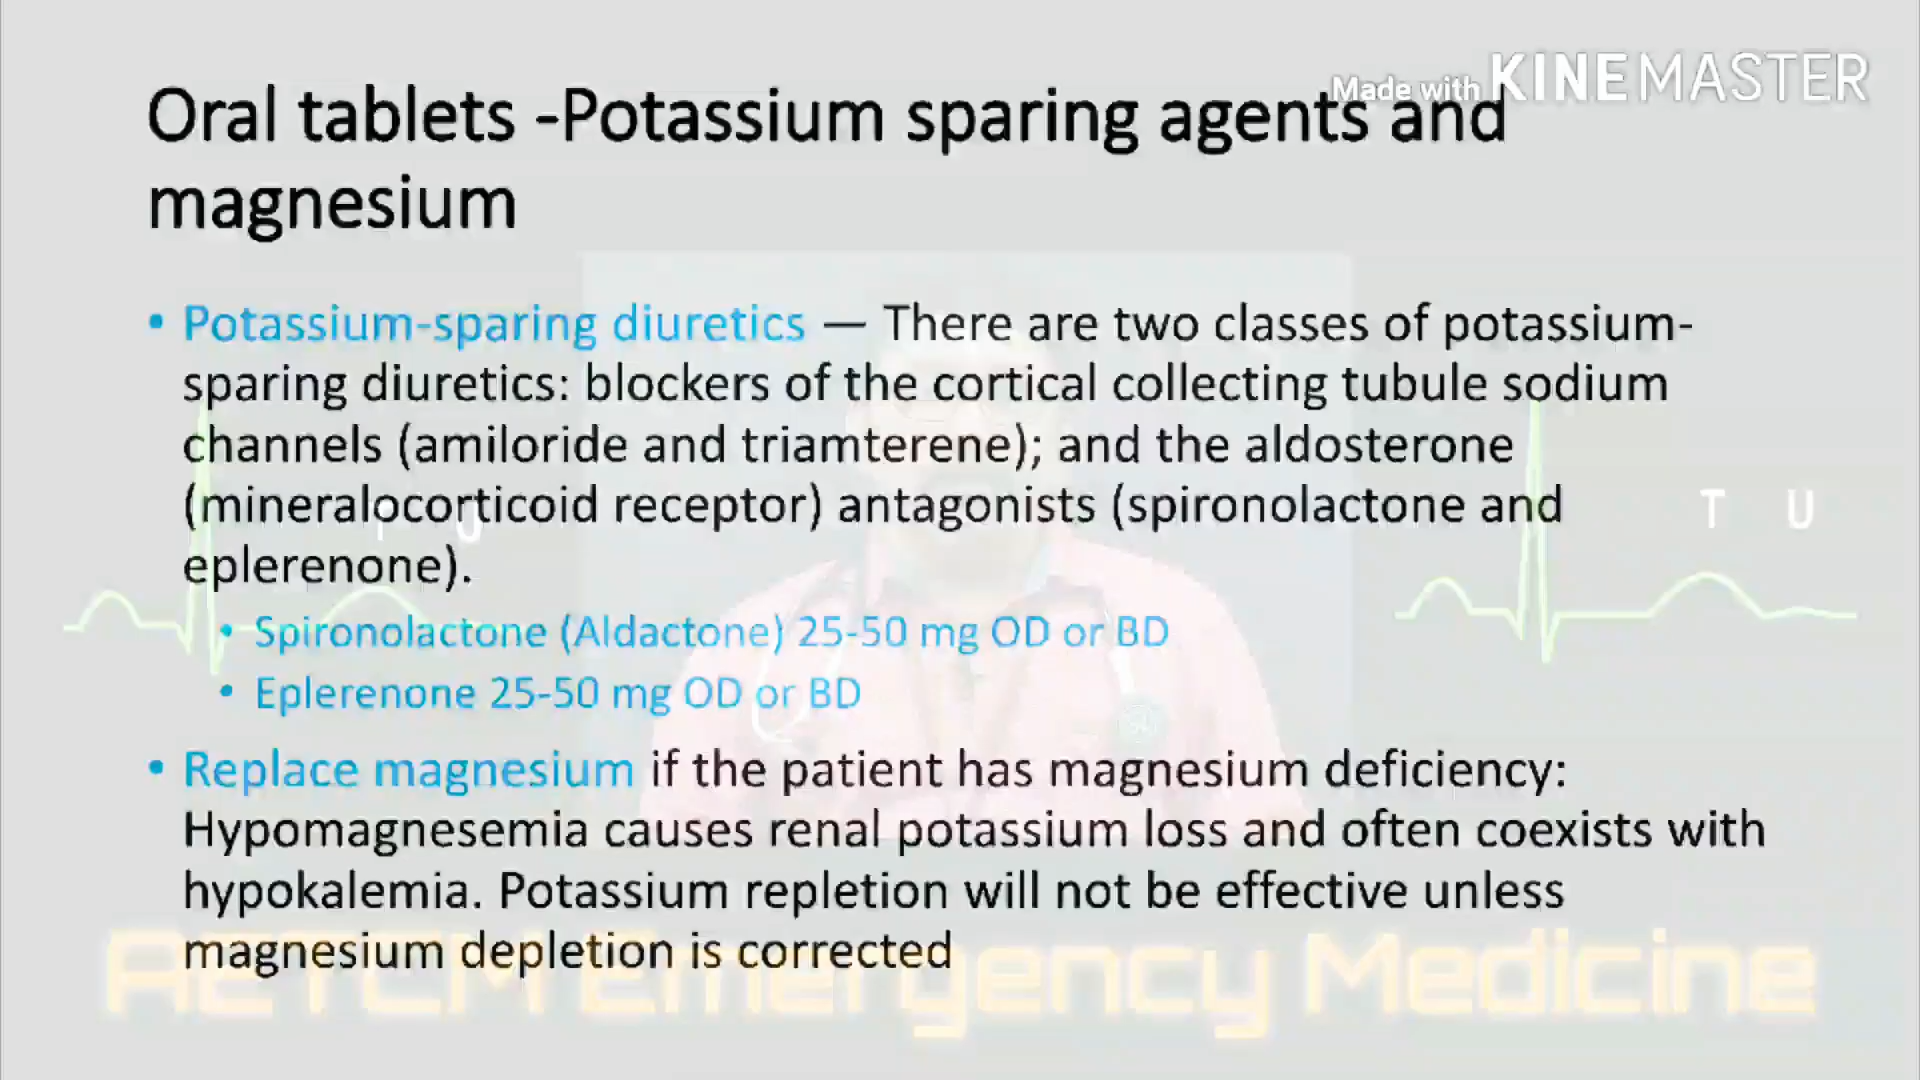 Made with KINEMASTER
Oral tablets -Potassium sparing agents and
magnesium
• Potassium-sparing diuretics — There are two classes of potassium-
sparing diuretics: blockers of the cortical collecting tubule sodium
channels (amiloride and triamterene); and the aldosterone
(mineralocorticoid receptor) antagonists (spironolactone and
eplerenone).
T U
T U
• Spironolactone (Aldactone) 25-50 mg OD or BD
• Eplerenone 25-50 mg OD or BD
• Replace magnesium if the patient has magnesium deficiency:
Hypomagnesemia causes renal potassium loss and often coexists with
hypokalemia. Potassium repletion will not be effective unless
magnesium depletion is corrected
AETCM Emergency Medicine